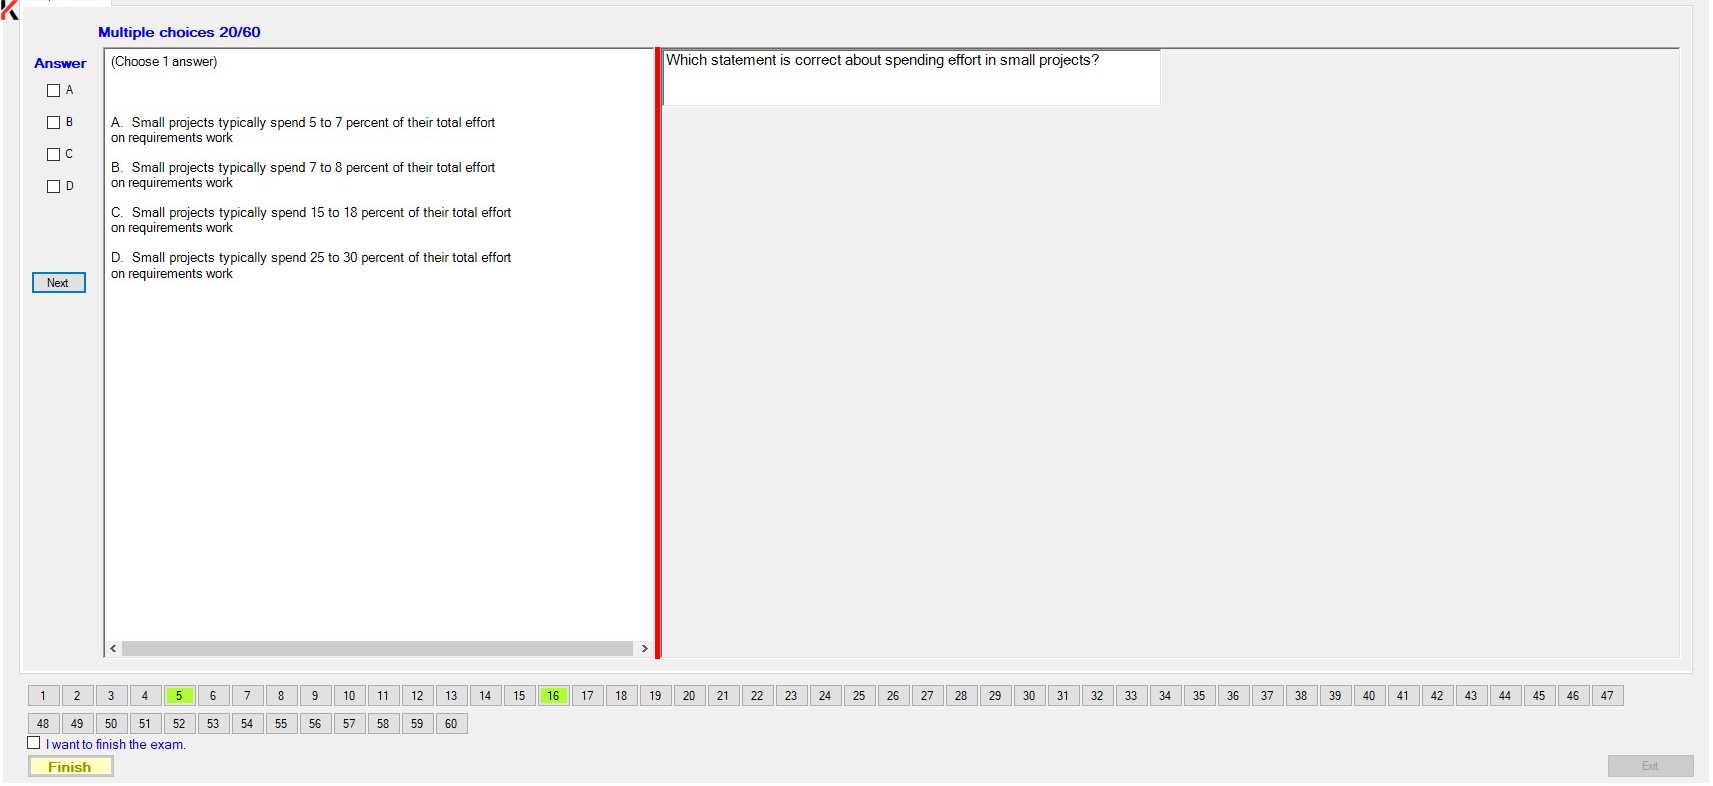 Multiple choices 20/60
Answer
A
B
C
D
Next
(Choose 1 answer)
A. Small projects typically spend 5 to 7 percent of their total effort
on requirements work
B. Small projects typically spend 7 to 8 percent of their total effort
on requirements work
C. Small projects typically spend 15 to 18 percent of their total effort
on requirements work
D. Small projects typically spend 25 to 30 percent of their total effort
on requirements work
Which statement is correct about spending effort in small projects?
1 2 3 4 5 6 7 8 9 10 11 12 13 14 15 16 17 18 19 20 21 22 23 24 25 26 27 28 29 30 31 32 33 34 35 36 37 38 39 40 41 42 43 44 45 46 47
48 49 50 51 52 53 54 55 56 57 58 59 60
I want to finish the exam.
Finish
Exit